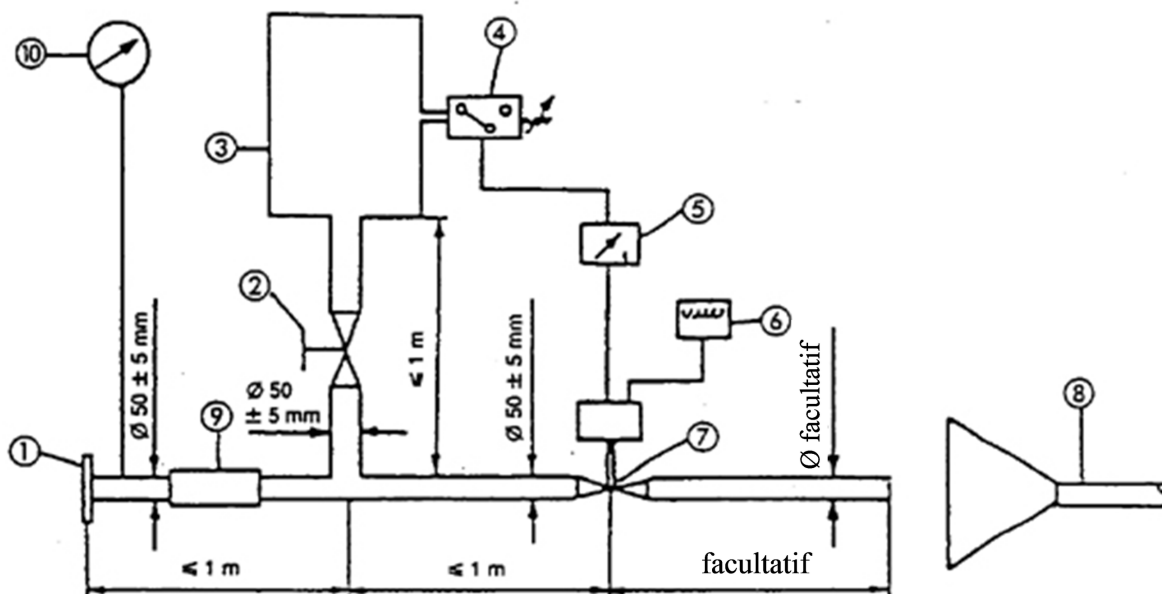 ⑩
④
③
⑤
②
⑥
Ø 50 ± 5 mm
⩽ 1 m
Ø 50 ± 5 mm
Ø facultatif
Ø 50
± 5 mm
⑨
⑦
⑧
①
⩽ 1 m
⩽ 1 m
facultatif